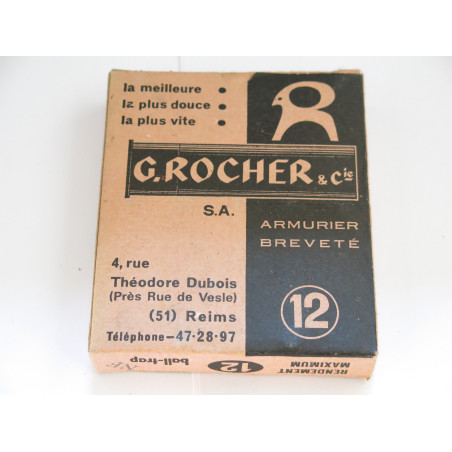 la meilleure •
la plus douce •
la plus vite •
G. ROCHER & Cie
S.A.
ARMURIER
BREVETÉ
4, rue
Théodore Dubois
(Près Rue de Vesle)
(51) Reims
Téléphone-47-28-97
12
ball-trap
12
RENDEMENT
MAXIMUM